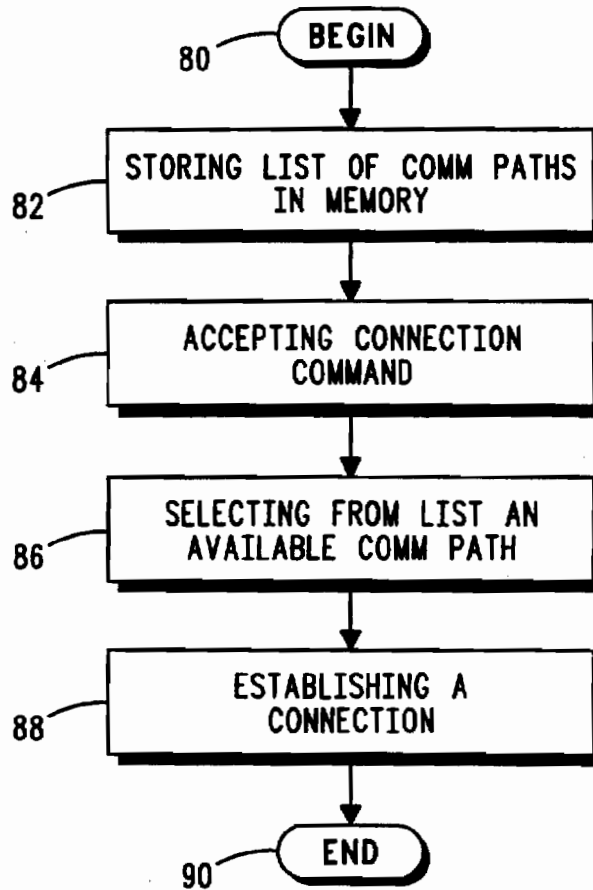 80
BEGIN
82
STORING LIST OF COMM PATHS
IN MEMORY
84
ACCEPTING CONNECTION
COMMAND
86
SELECTING FROM LIST AN
AVAILABLE COMM PATH
88
ESTABLISHING A
CONNECTION
90
END